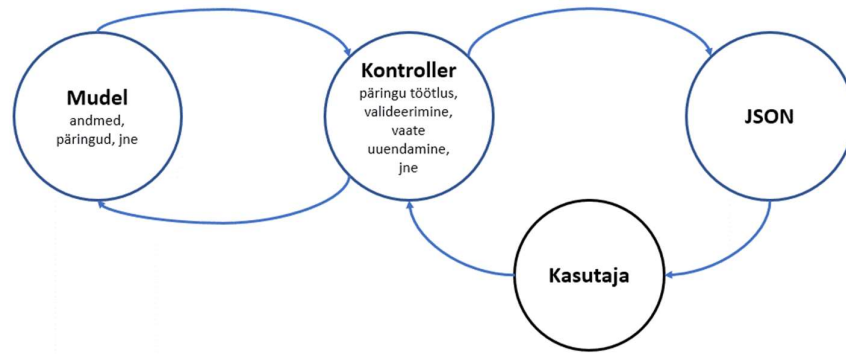 Mudel
andmed,
päringud, jne
Kontroller
päringu töötlus,
valideerimine,
vaate
uuendamine,
jne
JSON
Kasutaja